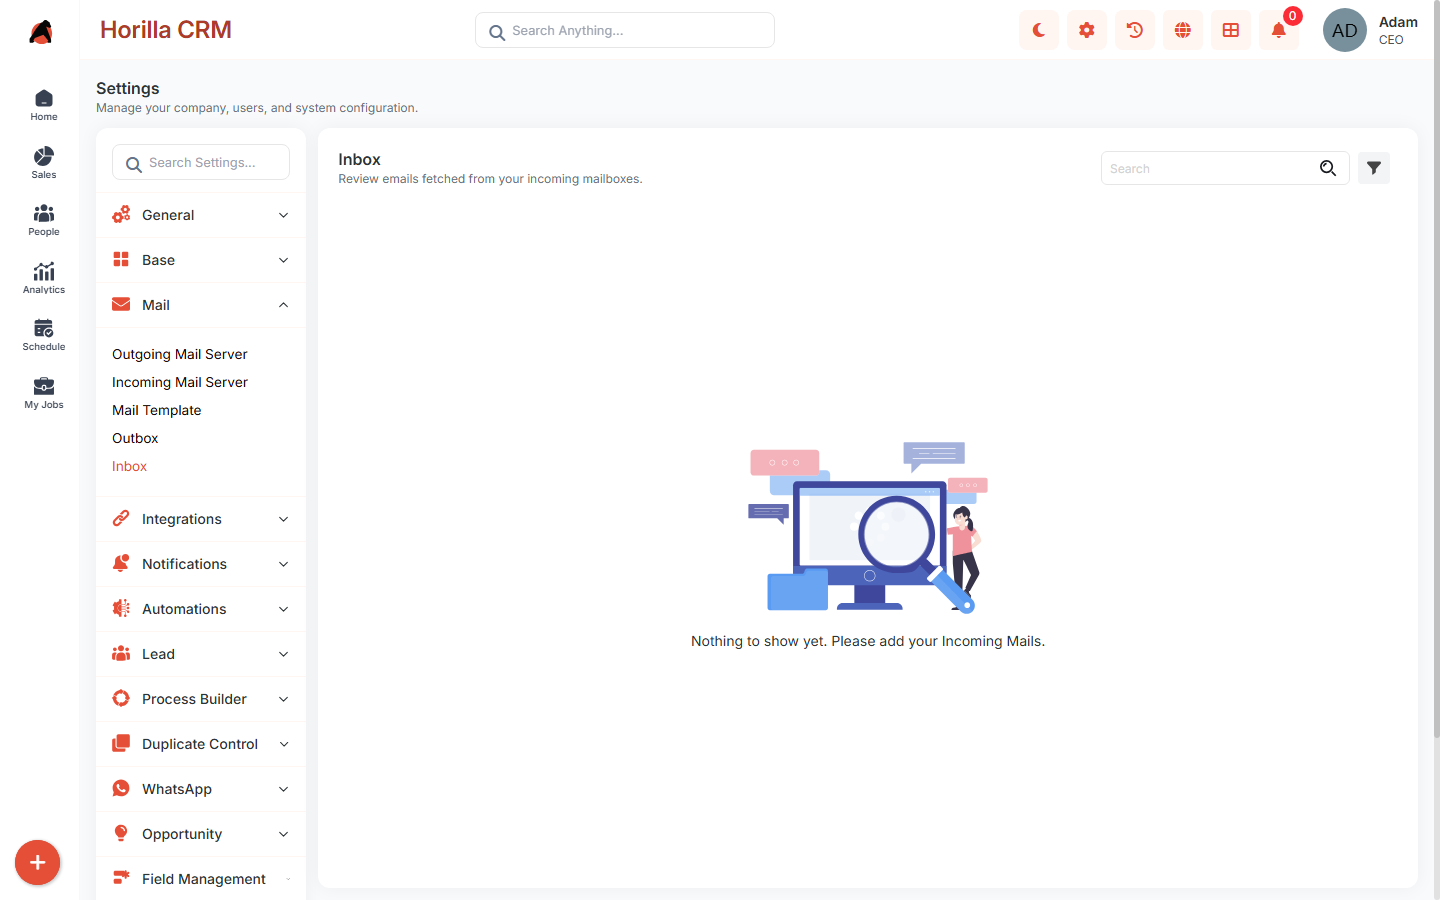 Horilla CRM
Search Anything...
0
AD
Adam
CEO
Home
Sales
People
Analytics
Schedule
My Jobs
Settings
Manage your company, users, and system configuration.
Search Settings...
General
Base
Mail
Outgoing Mail Server
Incoming Mail Server
Mail Template
Outbox
Inbox
Integrations
Notifications
Automations
Lead
Process Builder
Duplicate Control
WhatsApp
Opportunity
Field Management
Inbox
Review emails fetched from your incoming mailboxes.
Search
Nothing to show yet. Please add your Incoming Mails.